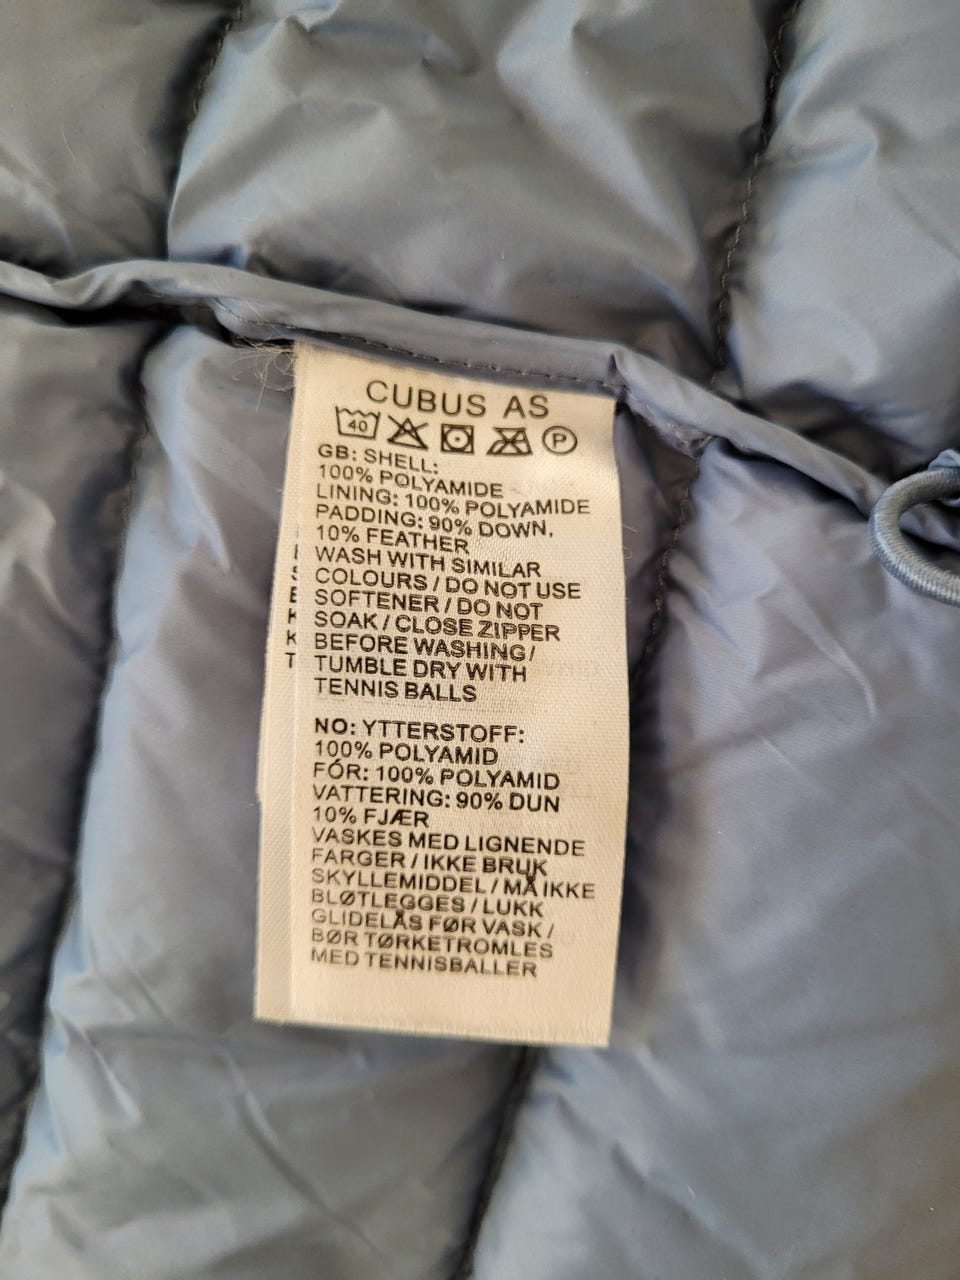 CUBUS AS
40 P
GB: SHELL:
100% POLYAMIDE
LINING: 100% POLYAMIDE
PADDING: 90% DOWN,
10% FEATHER
WASH WITH SIMILAR
COLOURS / DO NOT USE
SOFTENER / DO NOT
SOAK / CLOSE ZIPPER
BEFORE WASHING /
TUMBLE DRY WITH
TENNIS BALLS
NO: YTTERSTOFF:
100% POLYAMID
FÓR: 100% POLYAMID
VATTERING: 90% DUN
10% FJÆR
VASKES MED LIGNENDE
FARGER / IKKE BRUK
SKYLLEMIDDEL / MÅ IKKE
BLØTLEGGES / LUKK
GLIDELÅS FØR VASK /
BØR TØRKETROMLES
MED TENNISBALLER